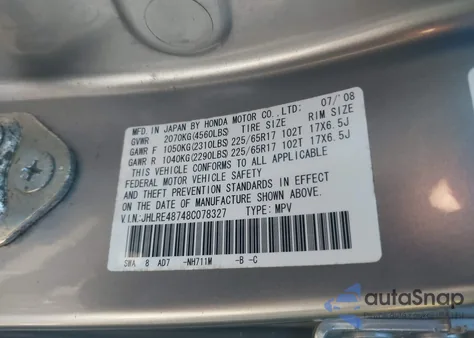 MFD. IN JAPAN BY HONDA MOTOR CO., LTD: 07/'08
GVWR 2070KG(4560LBS) TIRE SIZE RIM SIZE
GAWR F 1050KG(2310LBS) 225/65R17 102T 17X6.5J
GAWR R 1040KG(2290LBS) 225/65R17 102T 17X6.5J
THIS VEHICLE CONFORMS TO ALL APPLICABLE
FEDERAL MOTOR VEHICLE SAFETY, BUMPER,
AND THEFT PREVENTION STANDARDS IN EFFECT
ON THE DATE OF MANUFACTURE SHOWN ABOVE.
V.I.N.:JHLRE48748C078327 TYPE: MPV
SWA 8 AD7 -NH711M -B -C
autoSnap